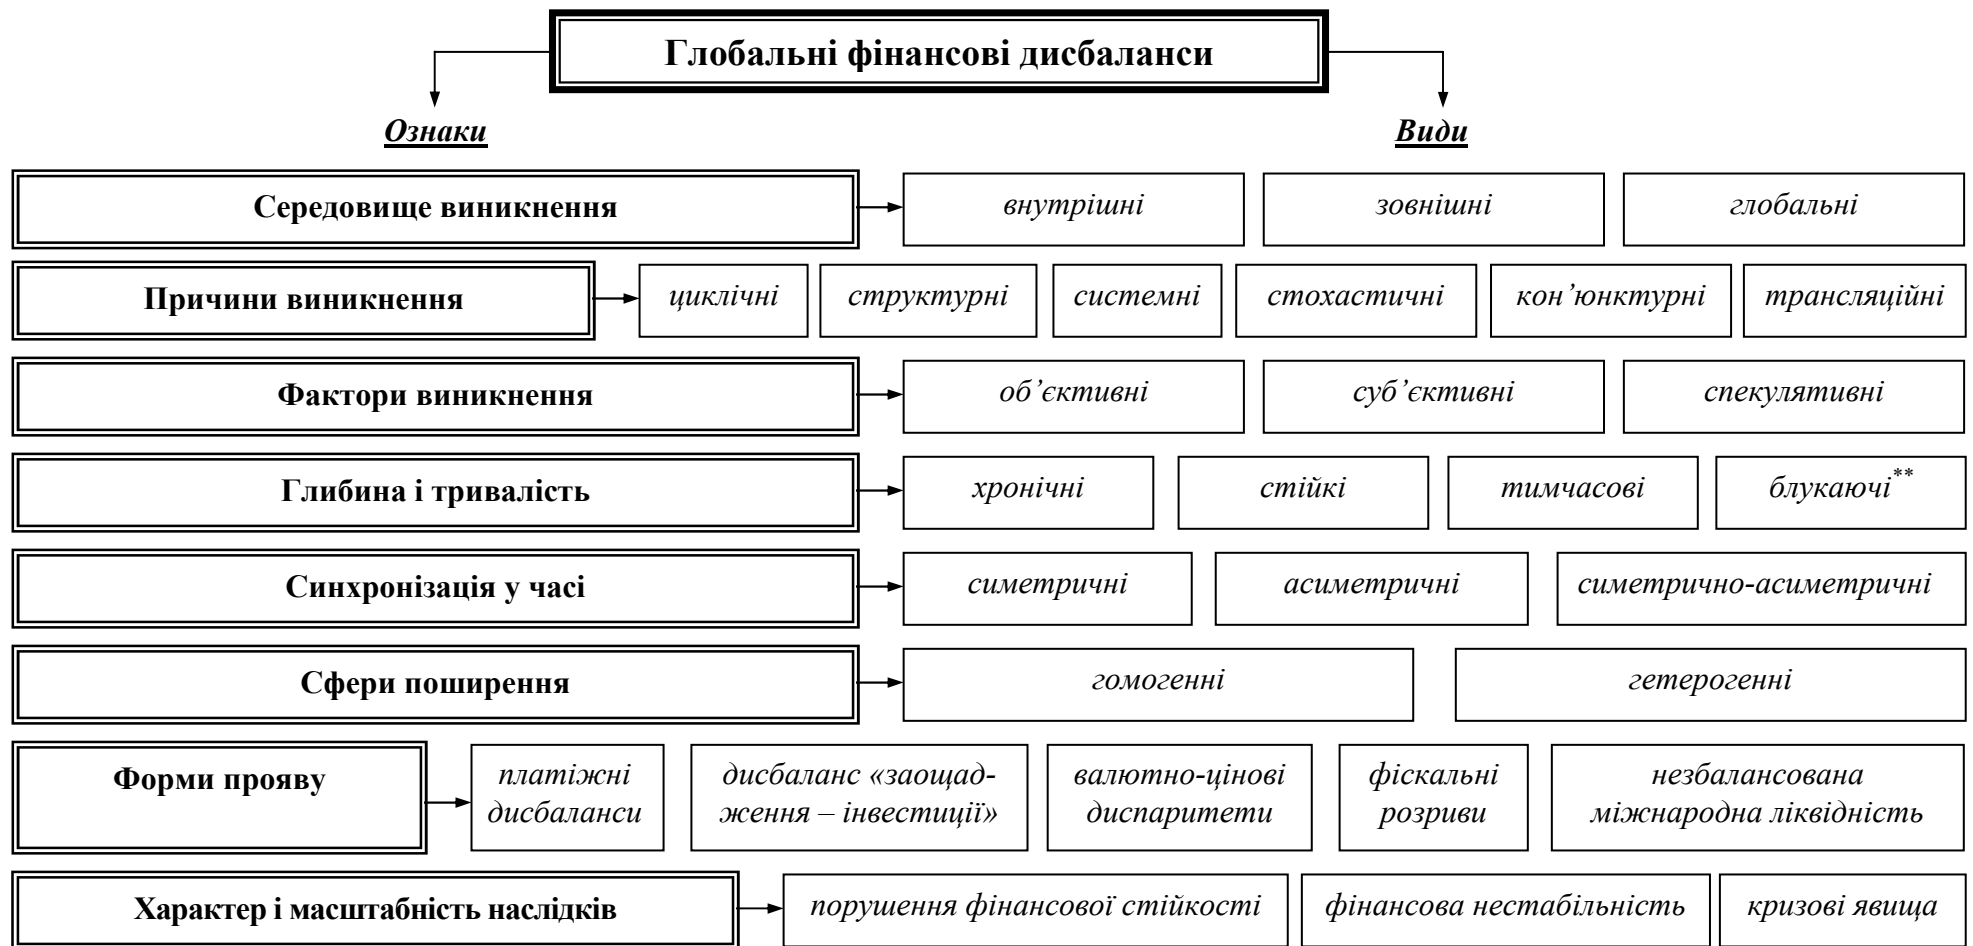 Глобальні фінансові дисбаланси
Ознаки
Види
Середовище виникнення
внутрішні
зовнішні
глобальні
Причини виникнення
циклічні
структурні
системні
стохастичні
кон’юнктурні
трансляційні
Фактори виникнення
об’єктивні
суб’єктивні
спекулятивні
Глибина і тривалість
хронічні
стійкі
тимчасові
блукаючі**
Синхронізація у часі
симетричні
асиметричні
симетрично-асиметричні
Сфери поширення
гомогенні
гетерогенні
Форми прояву
платіжні
дисбаланси
дисбаланс «заощад-
ження – інвестиції»
валютно-цінові
диспаритети
фіскальні
розриви
незбалансована
міжнародна ліквідність
Характер і масштабність наслідків
порушення фінансової стійкості
фінансова нестабільність
кризові явища